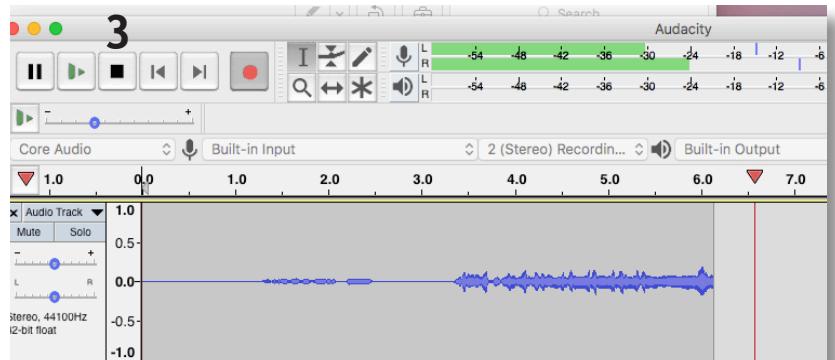 Search
Audacity
3
L
R
-54 -48 -42 -36 -30 -24 -18 -12 -6
L
R
-54 -48 -42 -36 -30 -24 -18 -12 -6
- +
Core Audio Built-in Input 2 (Stereo) Recordin... Built-in Output
1.0 0.0 1.0 2.0 3.0 4.0 5.0 6.0 7.0
x Audio Track 1.0
Mute Solo
0.5-
- +
L R 0.0-
Stereo, 44100Hz
32-bit float
-0.5-
-1.0